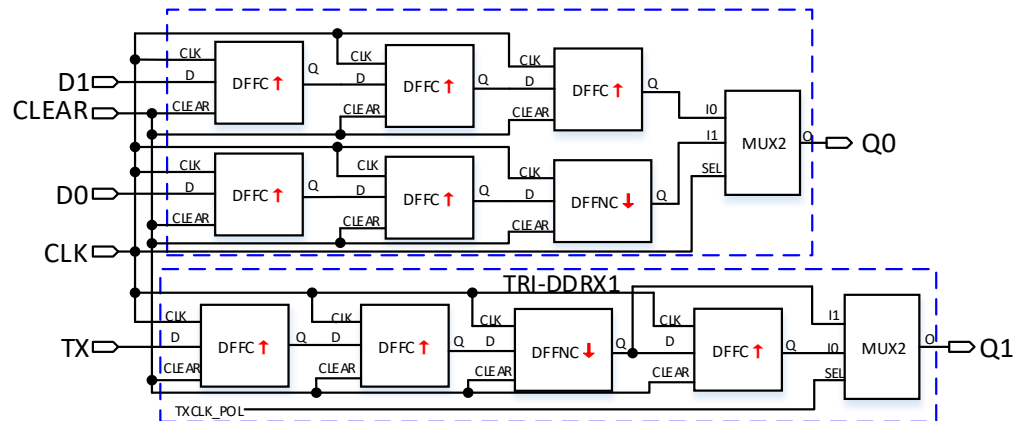 CLK CLK CLK
D1 D DFFC Q D DFFC Q D DFFC Q
CLEAR CLEAR CLEAR CLEAR I0
I1 MUX2 O Q0
CLK CLK CLK SEL
D0 D DFFC Q D DFFC Q D DFFNC Q
CLEAR CLEAR CLEAR
CLK
TRI-DDRX1
CLK CLK CLK CLK I1
TX D DFFC Q D DFFC Q D DFFNC Q D DFFC Q I0 MUX2 O Q1
CLEAR CLEAR CLEAR CLEAR SEL
TXCLK_POL